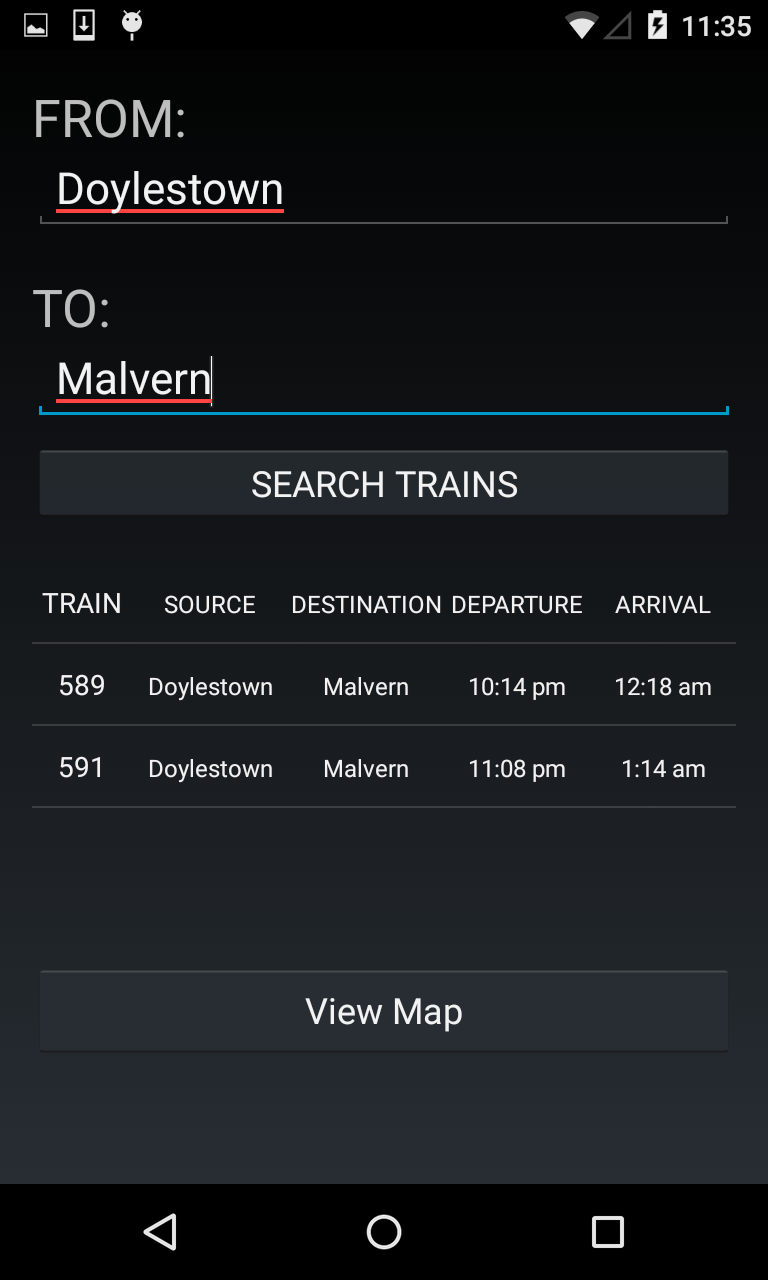 11:35
FROM:
Doylestown
TO:
Malvern
SEARCH TRAINS
TRAIN SOURCE DESTINATION DEPARTURE ARRIVAL
589 Doylestown Malvern 10:14 pm 12:18 am
591 Doylestown Malvern 11:08 pm 1:14 am
View Map